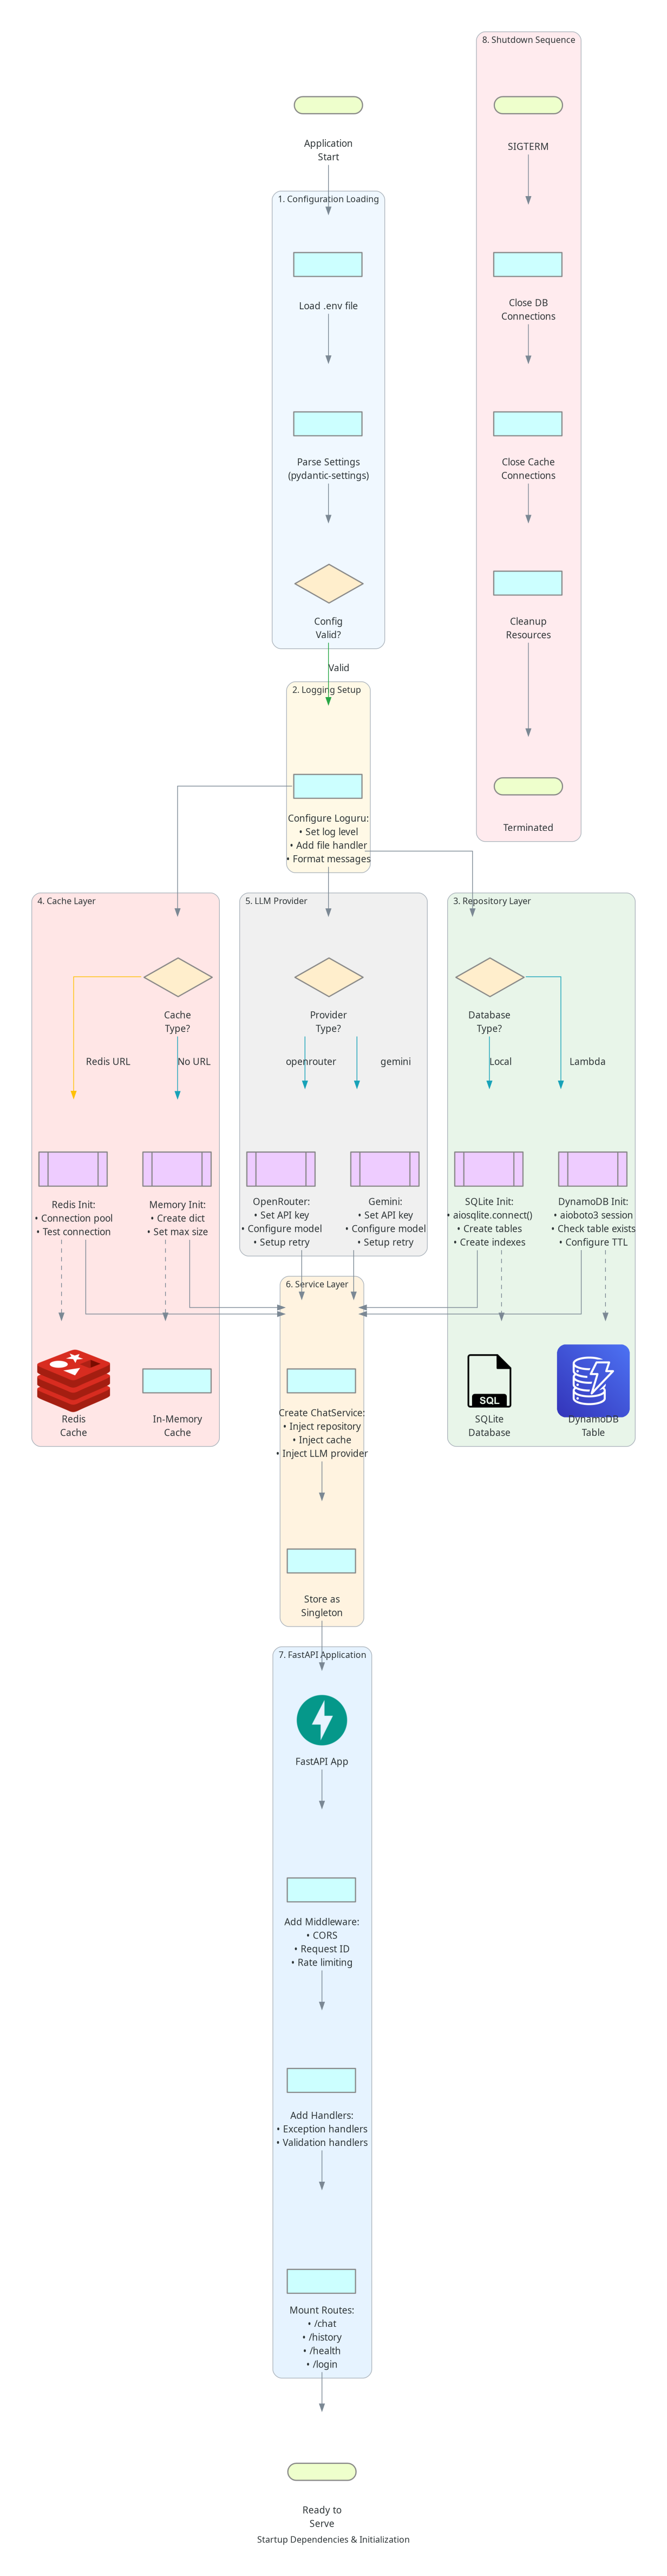 8. Shutdown Sequence
Application
Start
SIGTERM
1. Configuration Loading
Load .env file
Close DB
Connections
Parse Settings
(pydantic-settings)
Close Cache
Connections
Config
Valid?
Cleanup
Resources
Valid
2. Logging Setup
Configure Loguru:
• Set log level
• Add file handler
• Format messages
Terminated
4. Cache Layer
5. LLM Provider
3. Repository Layer
Cache
Type?
Provider
Type?
Database
Type?
Redis URL
No URL
openrouter
gemini
Local
Lambda
Redis Init:
• Connection pool
• Test connection
Memory Init:
• Create dict
• Set max size
OpenRouter:
• Set API key
• Configure model
• Setup retry
Gemini:
• Set API key
• Configure model
• Setup retry
SQLite Init:
• aiosqlite.connect()
• Create tables
• Create indexes
DynamoDB Init:
• aioboto3 session
• Check table exists
• Configure TTL
6. Service Layer
Redis
Cache
In-Memory
Cache
Create ChatService:
• Inject repository
• Inject cache
• Inject LLM provider
SQL
SQLite
Database
DynamoDB
Table
Store as
Singleton
7. FastAPI Application
FastAPI App
Add Middleware:
• CORS
• Request ID
• Rate limiting
Add Handlers:
• Exception handlers
• Validation handlers
Mount Routes:
• /chat
• /history
• /health
• /login
Ready to
Serve
Startup Dependencies & Initialization